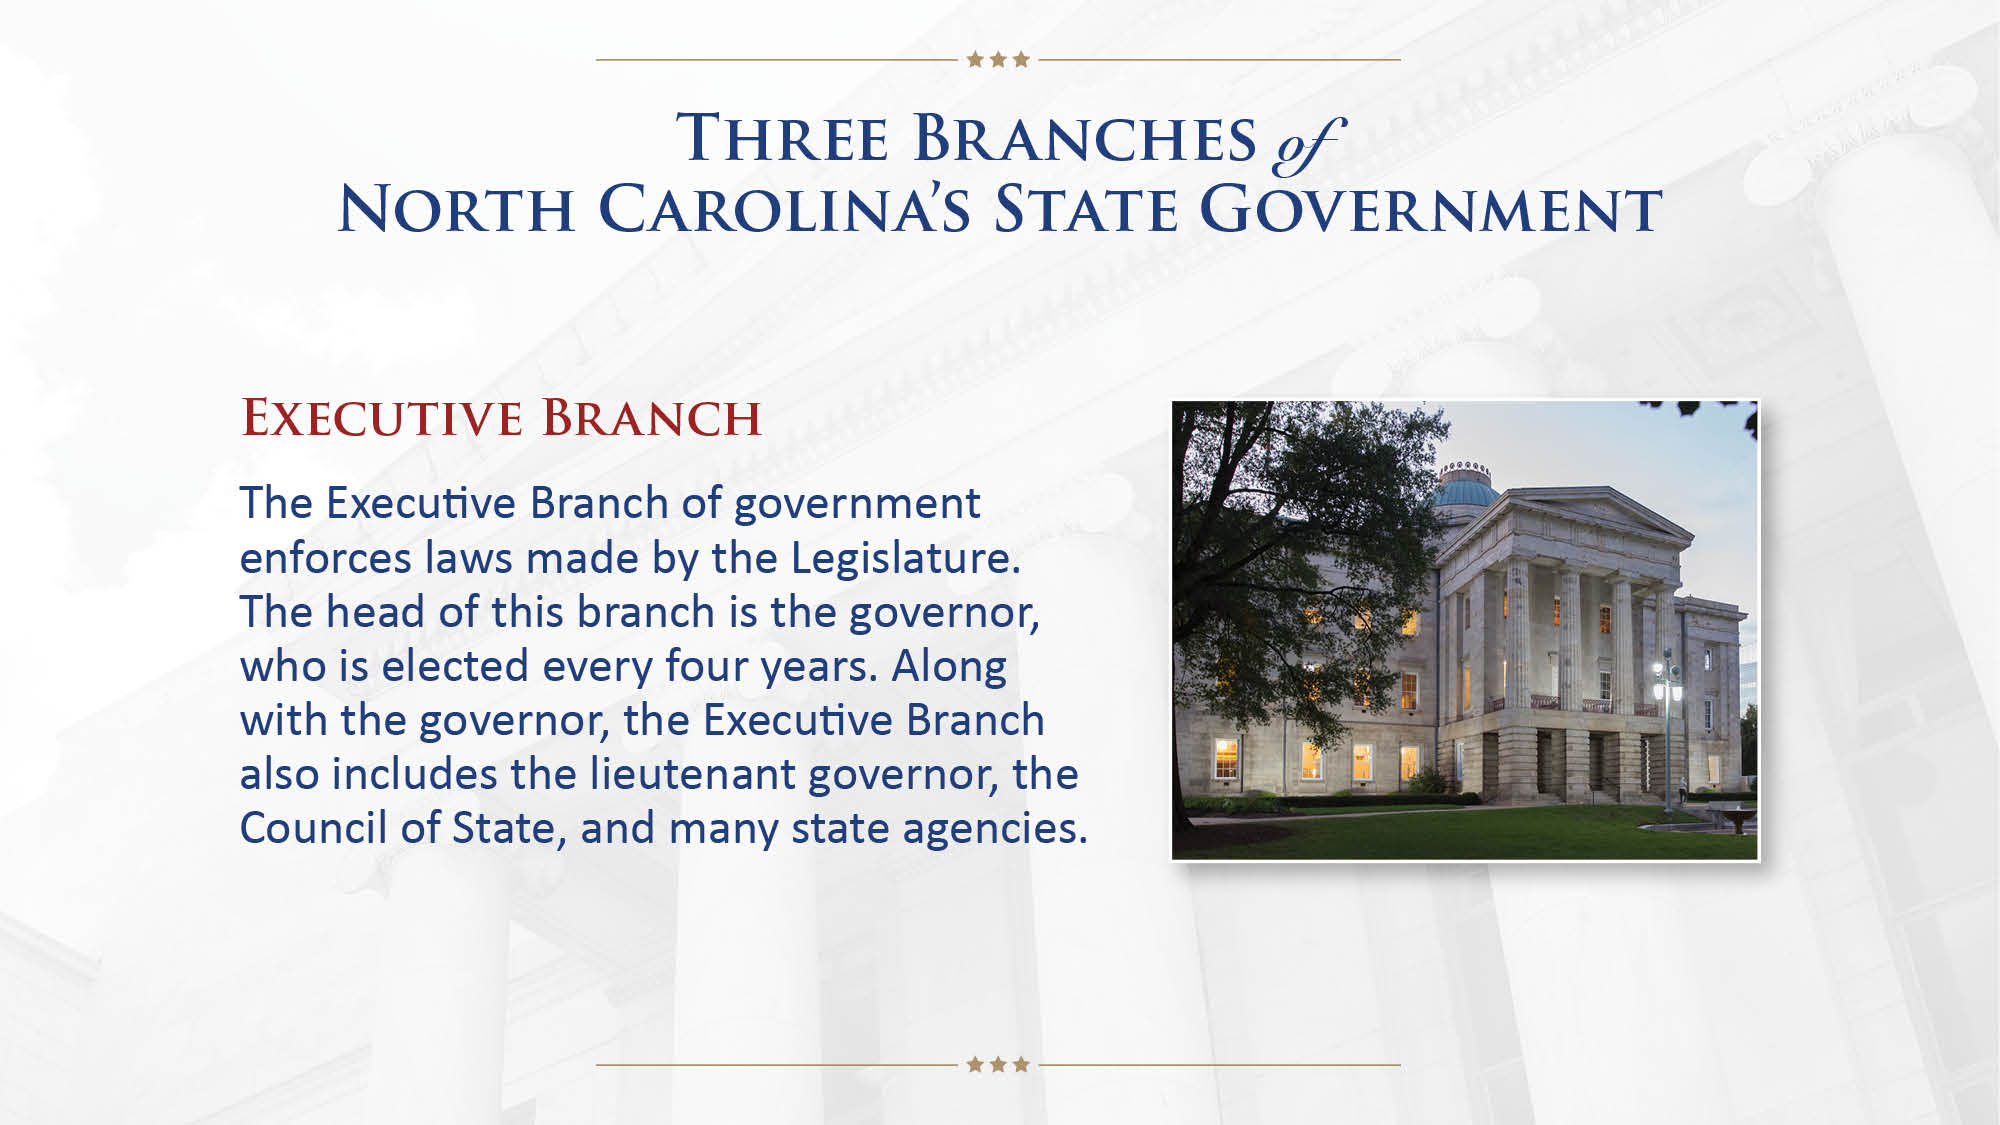 Three Branches of
North Carolina’s State Government
Executive Branch
The Executive Branch of government
enforces laws made by the Legislature.
The head of this branch is the governor,
who is elected every four years. Along
with the governor, the Executive Branch
also includes the lieutenant governor, the
Council of State, and many state agencies.